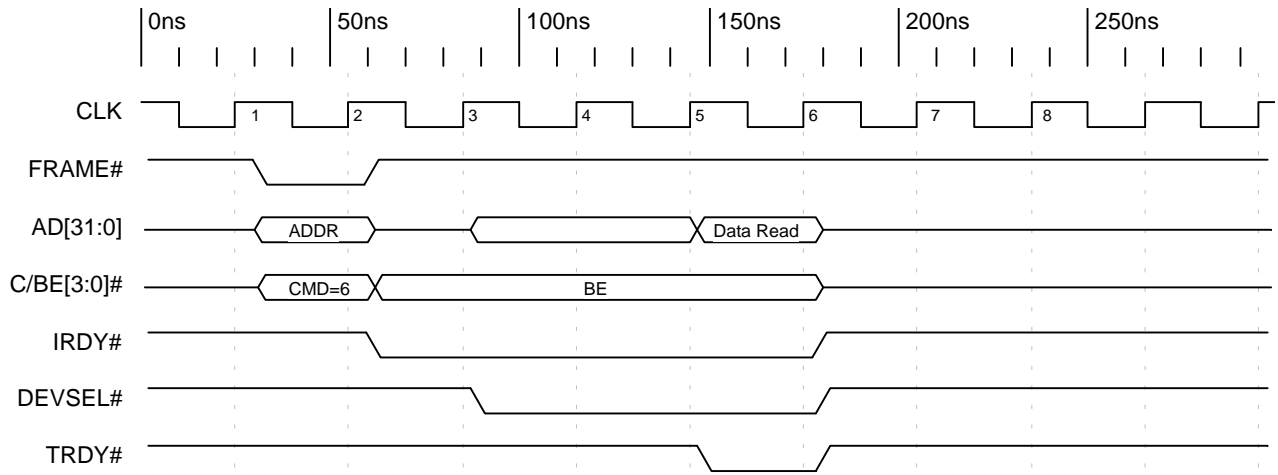 0ns 50ns 100ns 150ns 200ns 250ns
CLK 1 2 3 4 5 6 7 8
FRAME#
AD[31:0] ADDR Data Read
C/BE[3:0]# CMD=6 BE
IRDY#
DEVSEL#
TRDY#